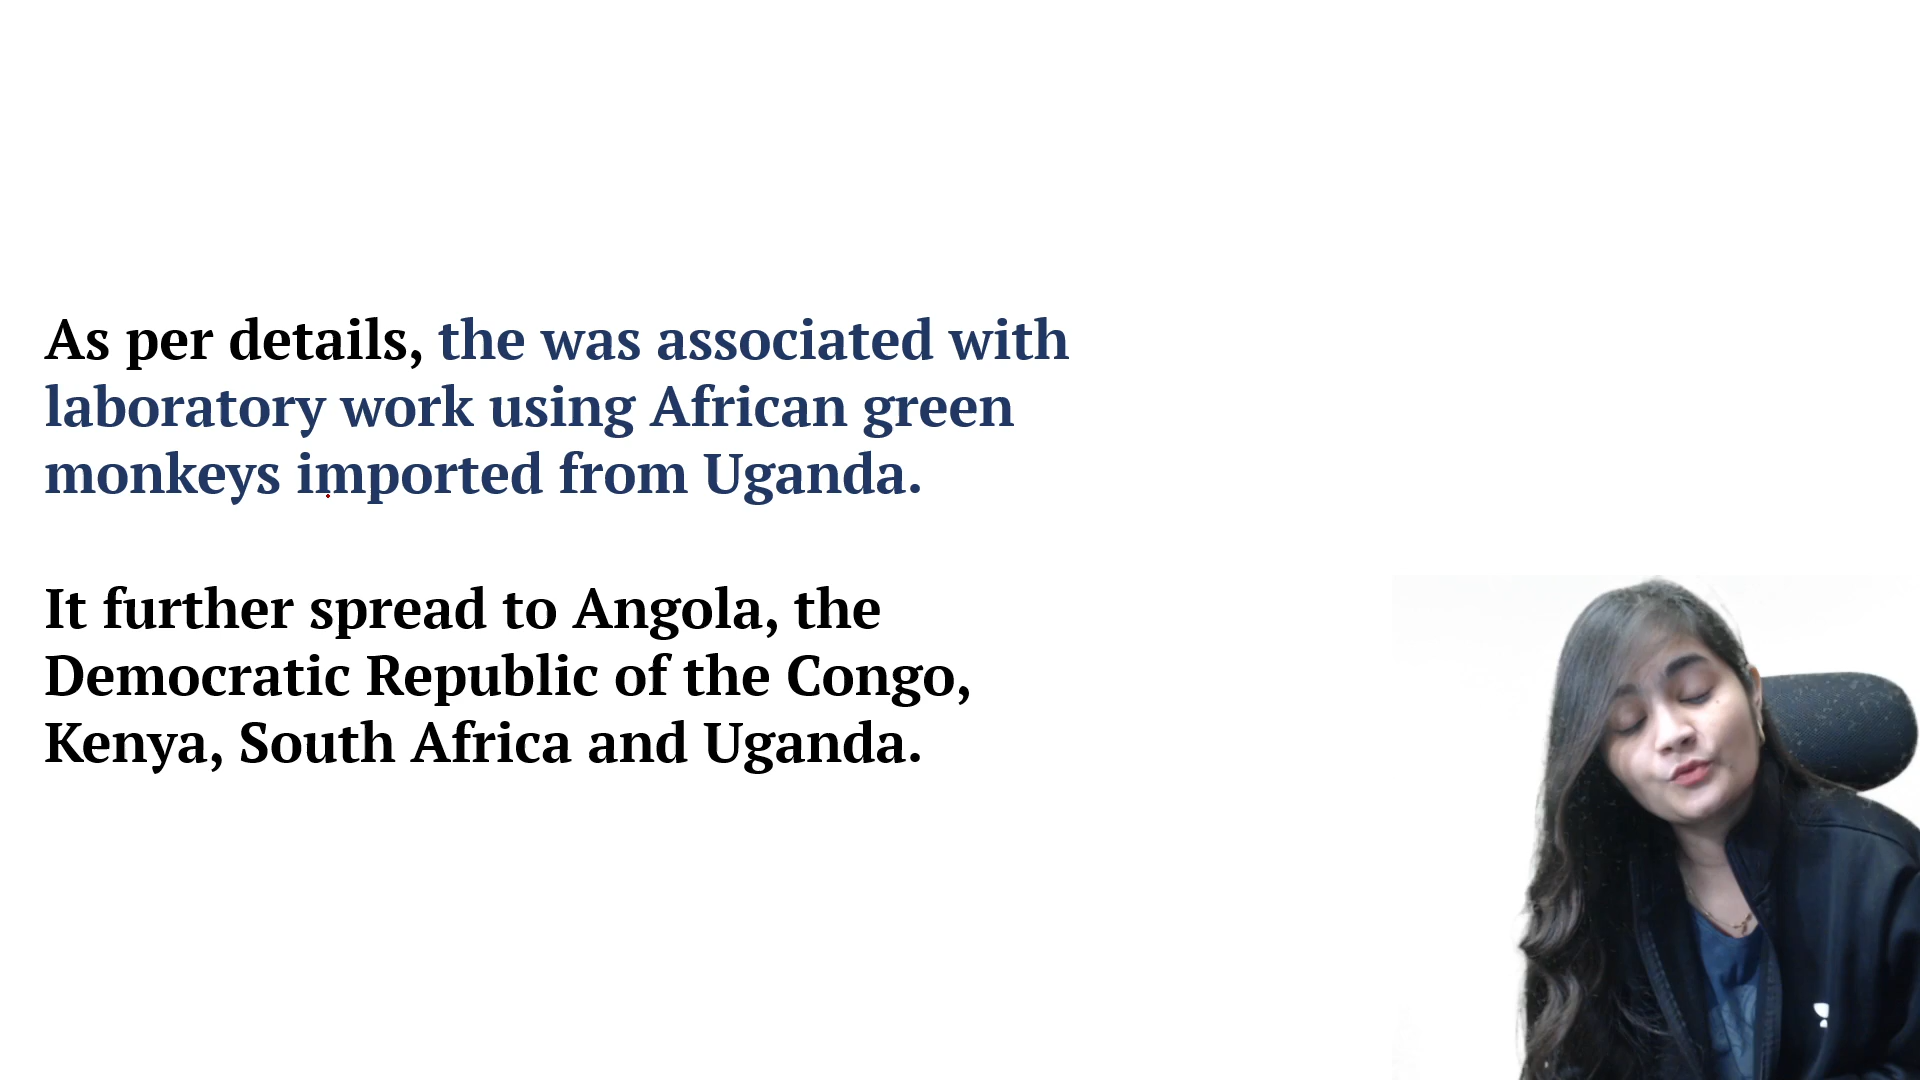 As per details, the was associated with
laboratory work using African green
monkeys imported from Uganda.
It further spread to Angola, the
Democratic Republic of the Congo,
Kenya, South Africa and Uganda.